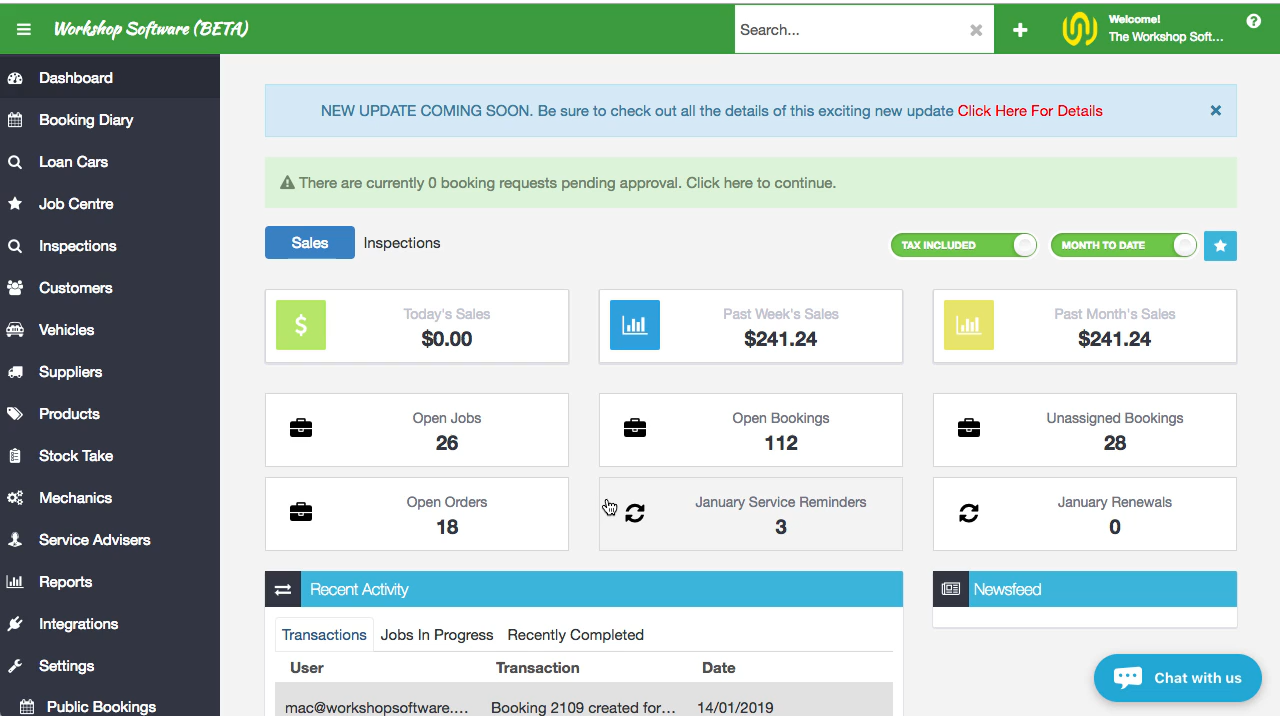 Workshop Software (BETA)
Search...
Welcome!
The Workshop Soft...
Dashboard
Booking Diary
Loan Cars
Job Centre
Inspections
Customers
Vehicles
Suppliers
Products
Stock Take
Mechanics
Service Advisers
Reports
Integrations
Settings
Public Bookings
NEW UPDATE COMING SOON. Be sure to check out all the details of this exciting new update Click Here For Details
There are currently 0 booking requests pending approval. Click here to continue.
Sales Inspections
TAX INCLUDED MONTH TO DATE
Today's Sales
$0.00
Past Week's Sales
$241.24
Past Month's Sales
$241.24
Open Jobs
26
Open Bookings
112
Unassigned Bookings
28
Open Orders
18
January Service Reminders
3
January Renewals
0
Recent Activity
Transactions Jobs In Progress Recently Completed
User Transaction Date
mac@workshopsoftware.... Booking 2109 created for... 14/01/2019
Newsfeed
Chat with us